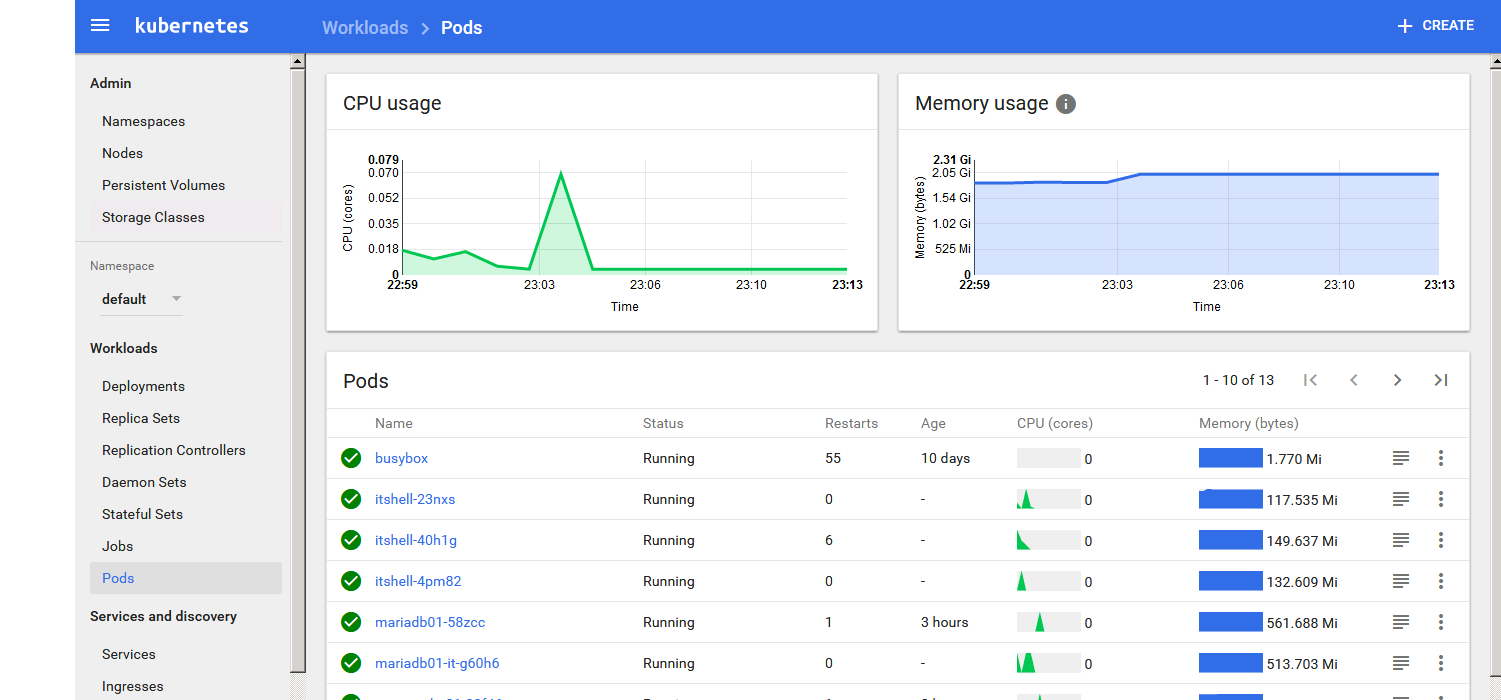 kubernetes
Workloads > Pods
+ CREATE
Admin
Namespaces
Nodes
Persistent Volumes
Storage Classes
Namespace
default
Workloads
Deployments
Replica Sets
Replication Controllers
Daemon Sets
Stateful Sets
Jobs
Pods
Services and discovery
Services
Ingresses
CPU usage
CPU (cores)
0.079
0.070
0.052
0.035
0.018
0
22:59 23:03 23:06 23:10 23:13
Time
Memory usage i
Memory (bytes)
2.31 Gi
2.05 Gi
1.54 Gi
1.02 Gi
525 Mi
0
22:59 23:03 23:06 23:10 23:13
Time
Pods
1 - 10 of 13
Name Status Restarts Age CPU (cores) Memory (bytes)
busybox Running 55 10 days 0 1.770 Mi
itshell-23nxs Running 0 - 0 117.535 Mi
itshell-40h1g Running 6 - 0 149.637 Mi
itshell-4pm82 Running 0 - 0 132.609 Mi
mariadb01-58zcc Running 1 3 hours 0 561.688 Mi
mariadb01-it-g60h6 Running 0 - 0 513.703 Mi